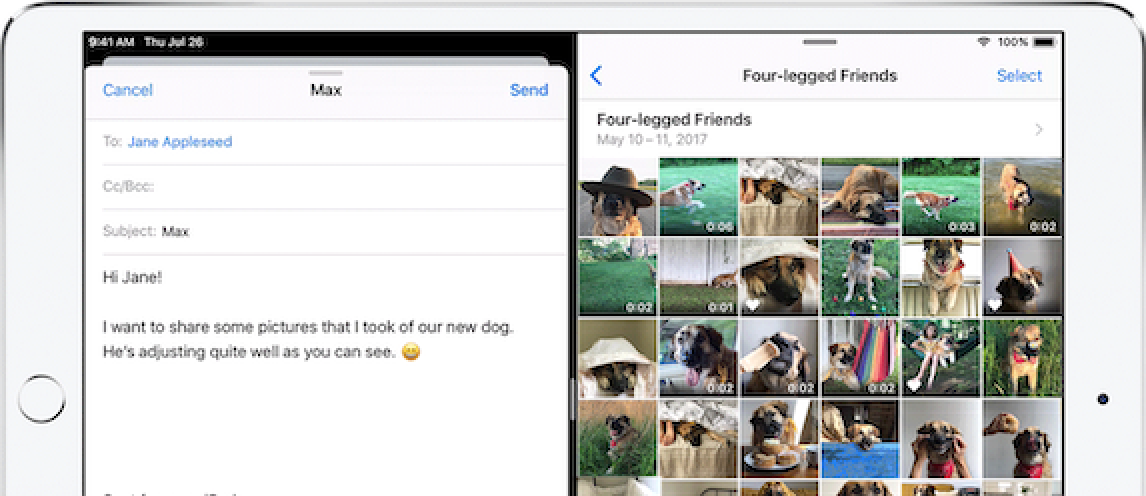 9:41 AM Thu Jul 26
100%
Cancel
Max
Send
To: Jane Appleseed
Cc/Bcc:
Subject: Max
Hi Jane!
I want to share some pictures that I took of our new dog.
He's adjusting quite well as you can see. 😄
Four-legged Friends
Select
Four-legged Friends
May 10–11, 2017
0:06
0:03
0:02
0:02
0:01
0:02
0:02
0:02